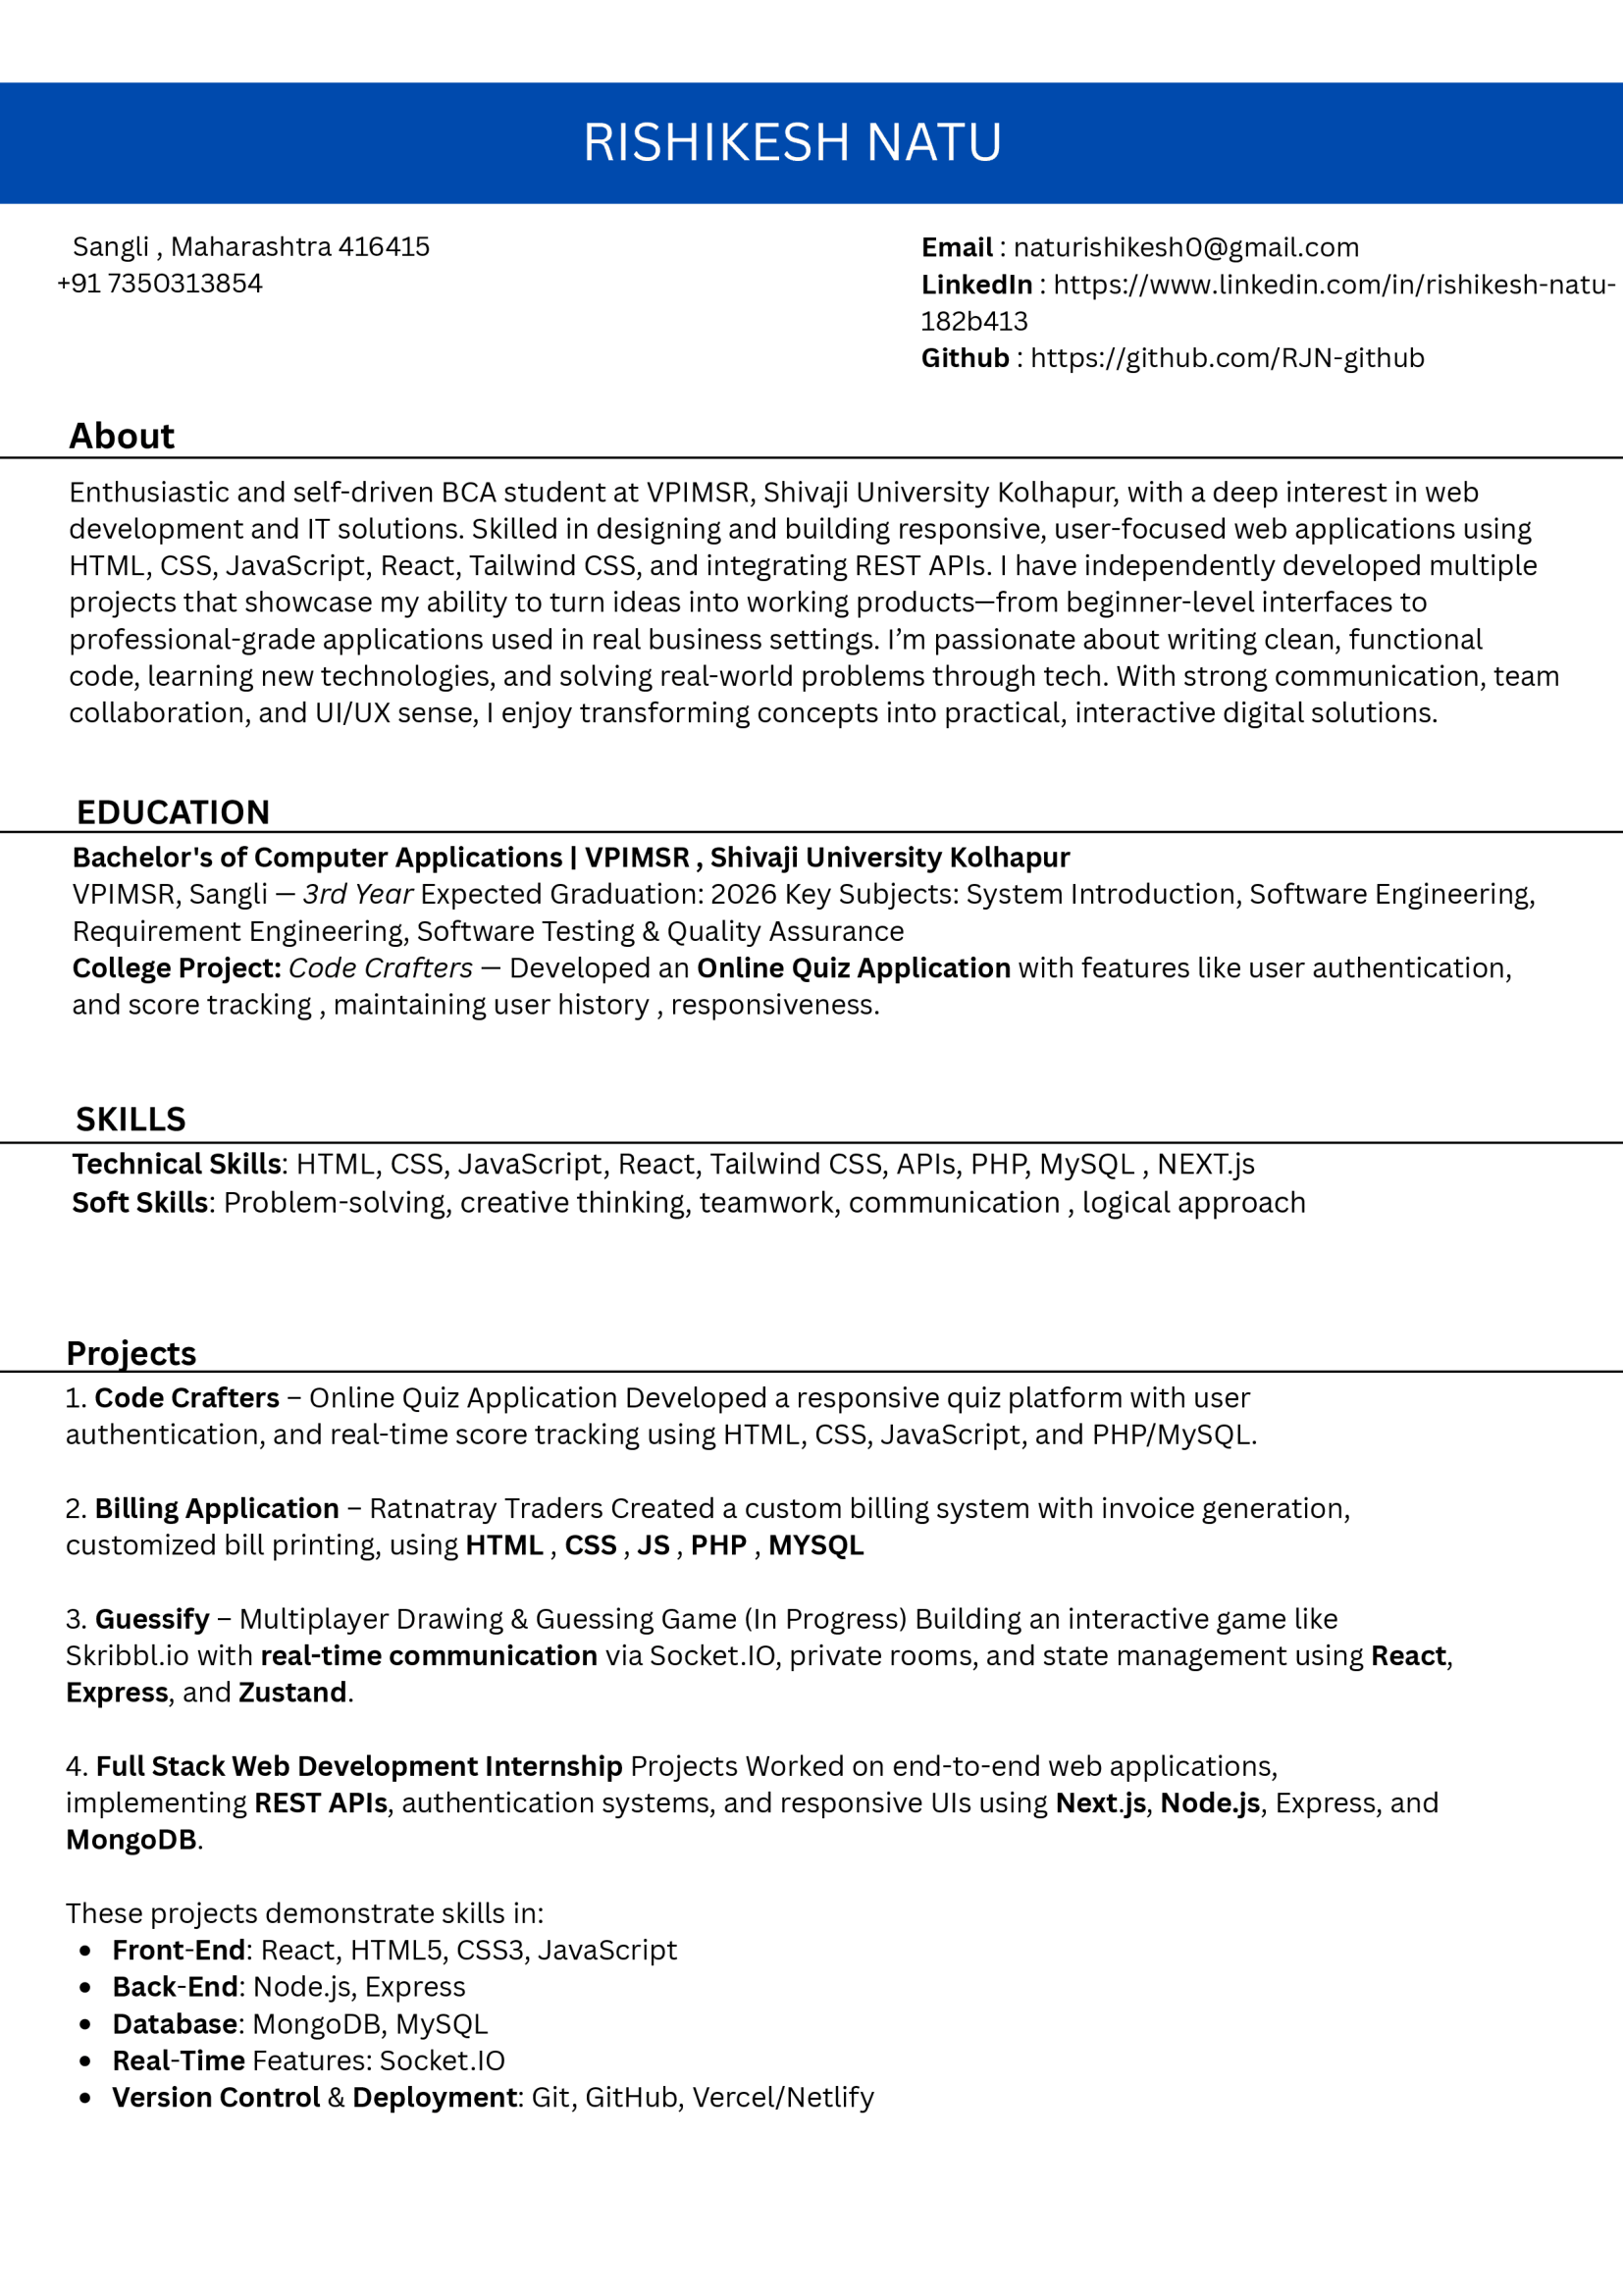 RISHIKESH NATU
Sangli , Maharashtra 416415
+91 7350313854
Email : naturishikesh0@gmail.com
LinkedIn : https://www.linkedin.com/in/rishikesh-natu-
182b413
Github : https://github.com/RJN-github
About
Enthusiastic and self-driven BCA student at VPIMSR, Shivaji University Kolhapur, with a deep interest in web
development and IT solutions. Skilled in designing and building responsive, user-focused web applications using
HTML, CSS, JavaScript, React, Tailwind CSS, and integrating REST APIs. I have independently developed multiple
projects that showcase my ability to turn ideas into working products—from beginner-level interfaces to
professional-grade applications used in real business settings. I’m passionate about writing clean, functional
code, learning new technologies, and solving real-world problems through tech. With strong communication, team
collaboration, and UI/UX sense, I enjoy transforming concepts into practical, interactive digital solutions.
EDUCATION
Bachelor's of Computer Applications | VPIMSR , Shivaji University Kolhapur
VPIMSR, Sangli — 3rd Year Expected Graduation: 2026 Key Subjects: System Introduction, Software Engineering,
Requirement Engineering, Software Testing & Quality Assurance
College Project: Code Crafters — Developed an Online Quiz Application with features like user authentication,
and score tracking , maintaining user history , responsiveness.
SKILLS
Technical Skills: HTML, CSS, JavaScript, React, Tailwind CSS, APIs, PHP, MySQL , NEXT.js
Soft Skills: Problem-solving, creative thinking, teamwork, communication , logical approach
Projects
1. Code Crafters – Online Quiz Application Developed a responsive quiz platform with user
authentication, and real-time score tracking using HTML, CSS, JavaScript, and PHP/MySQL.
2. Billing Application – Ratnatray Traders Created a custom billing system with invoice generation,
customized bill printing, using HTML , CSS , JS , PHP , MYSQL
3. Guessify – Multiplayer Drawing & Guessing Game (In Progress) Building an interactive game like
Skribbl.io with real-time communication via Socket.IO, private rooms, and state management using React,
Express, and Zustand.
4. Full Stack Web Development Internship Projects Worked on end-to-end web applications,
implementing REST APIs, authentication systems, and responsive UIs using Next.js, Node.js, Express, and
MongoDB.
These projects demonstrate skills in:
• Front-End: React, HTML5, CSS3, JavaScript
• Back-End: Node.js, Express
• Database: MongoDB, MySQL
• Real-Time Features: Socket.IO
• Version Control & Deployment: Git, GitHub, Vercel/Netlify